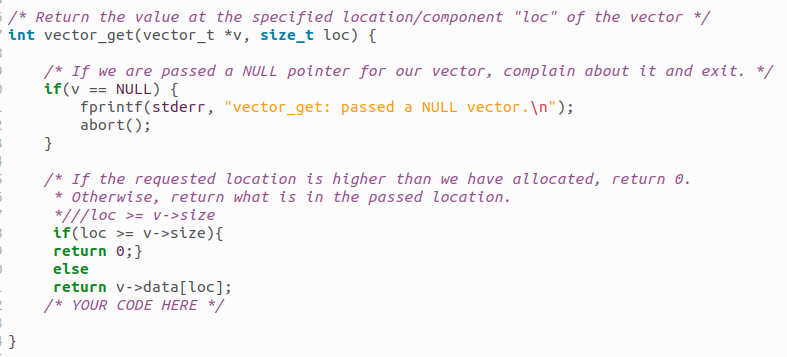 /* Return the value at the specified location/component "loc" of the vector */
int vector_get(vector_t *v, size_t loc) {
/* If we are passed a NULL pointer for our vector, complain about it and exit. */
if(v == NULL) {
fprintf(stderr, "vector_get: passed a NULL vector.\n");
abort();
}
/* If the requested location is higher than we have allocated, return 0.
* Otherwise, return what is in the passed location.
*///loc >= v->size
if(loc >= v->size){
return 0;}
else
return v->data[loc];
/* YOUR CODE HERE */
}